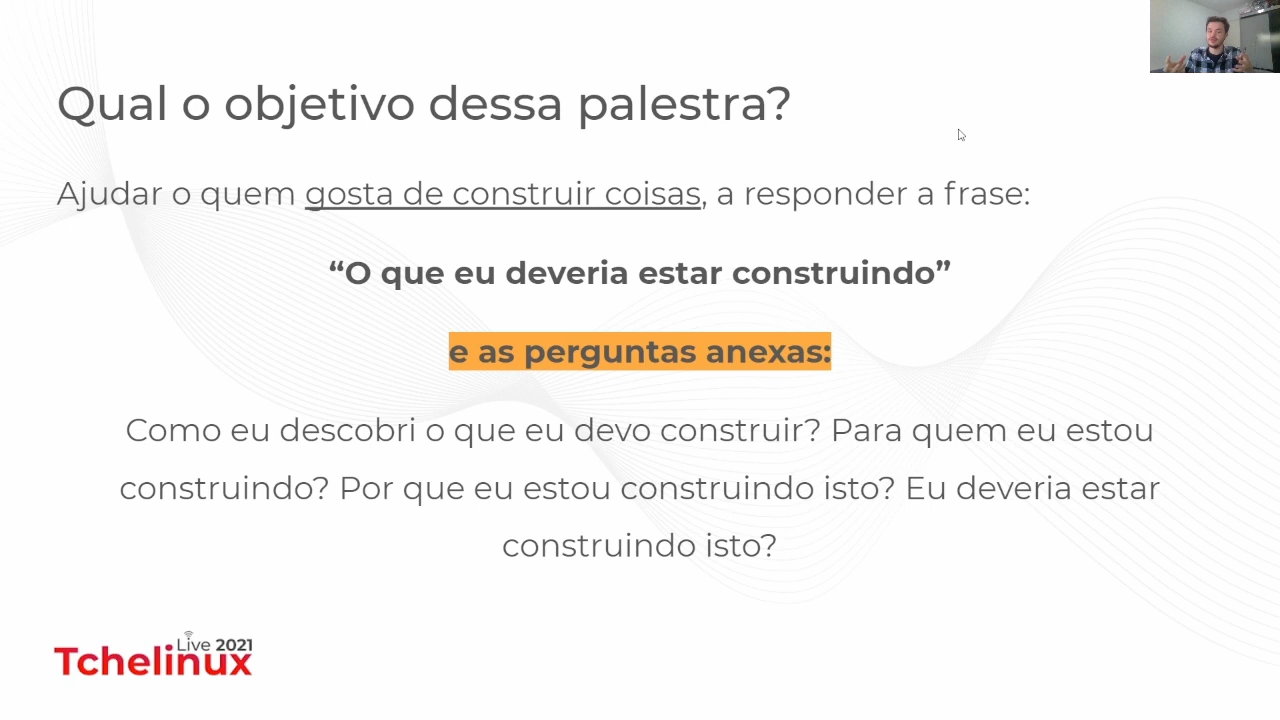 Qual o objetivo dessa palestra?
Ajudar o quem gosta de construir coisas, a responder a frase:
“O que eu deveria estar construindo”
e as perguntas anexas:
Como eu descobri o que eu devo construir? Para quem eu estou
construindo? Por que eu estou construindo isto? Eu deveria estar
construindo isto?
Live 2021
Tchelinux